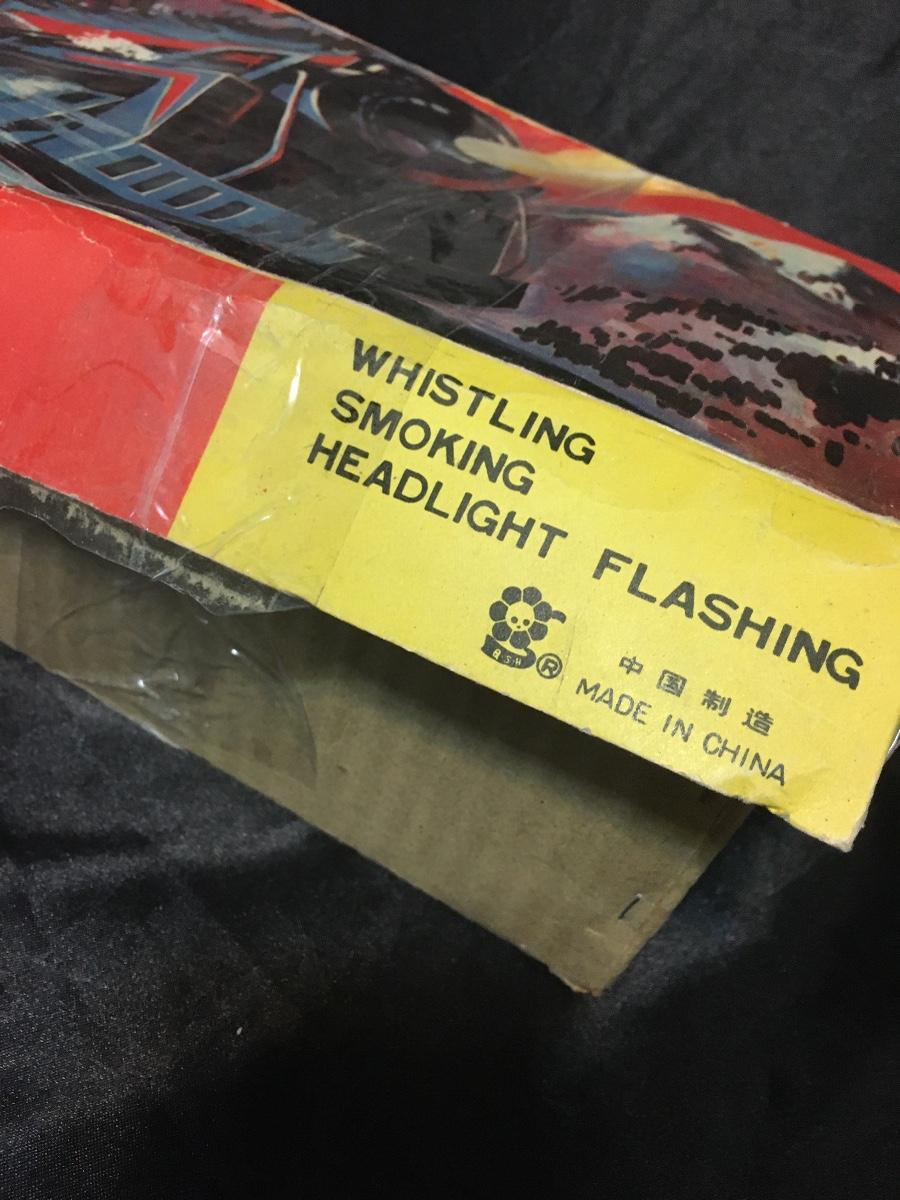 WHISTLING
SMOKING
HEADLIGHT FLASHING
B·S·H
®
中国制造
MADE IN CHINA